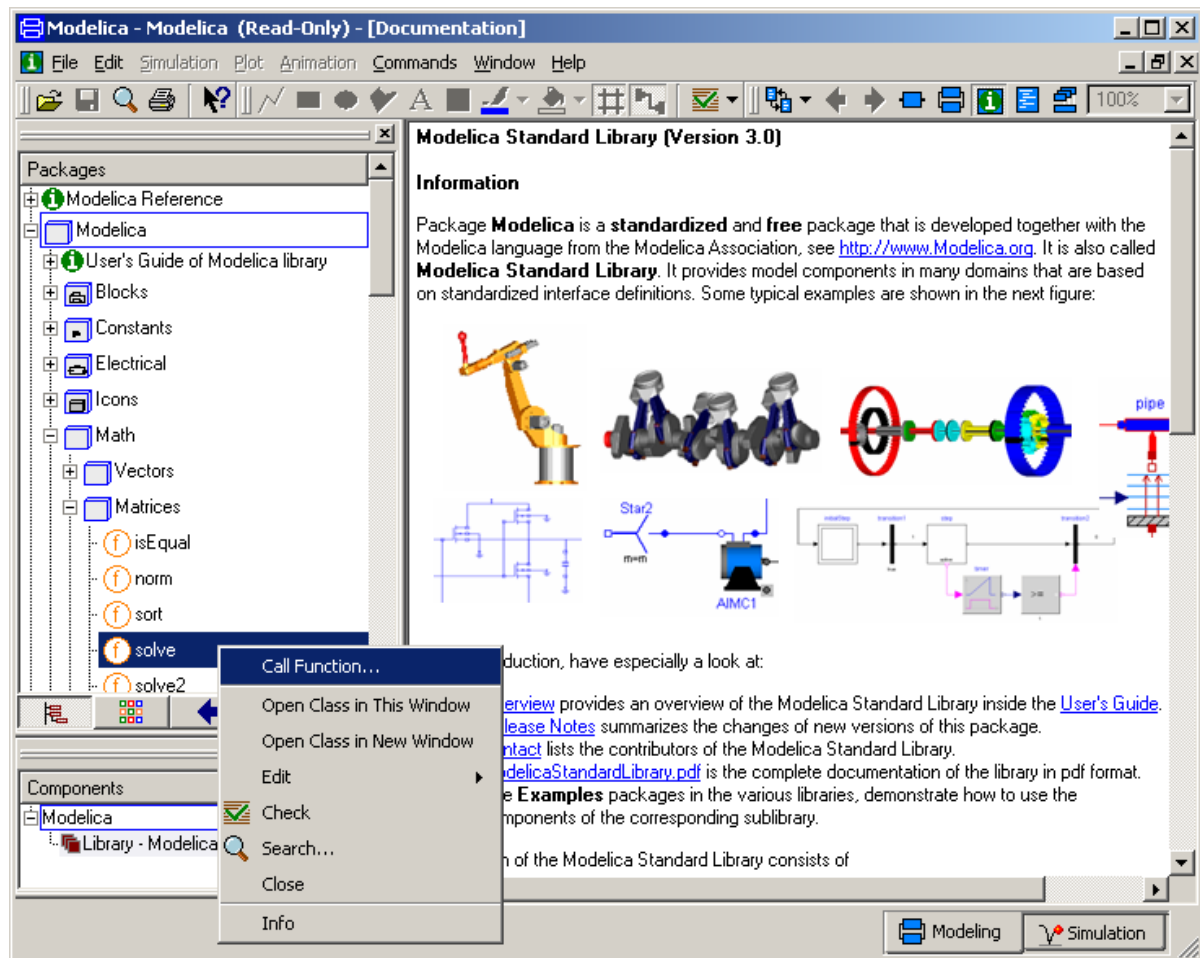 Modelica - Modelica (Read-Only) - [Documentation]
File Edit Simulation Plot Animation Commands Window Help
100%
Packages
Modelica Reference
Modelica
User's Guide of Modelica library
Blocks
Constants
Electrical
Icons
Math
Vectors
Matrices
isEqual
norm
sort
solve
solve2
Components
Modelica
Library - Modelica
Call Function...
Open Class in This Window
Open Class in New Window
Edit
Check
Search...
Close
Info
Modelica Standard Library (Version 3.0)
Information
Package Modelica is a standardized and free package that is developed together with the
Modelica language from the Modelica Association, see http://www.Modelica.org. It is also called
Modelica Standard Library. It provides model components in many domains that are based
on standardized interface definitions. Some typical examples are shown in the next figure:
pipe
Star2
m=m
AIMC1
duction, have especially a look at:
erview provides an overview of the Modelica Standard Library inside the User's Guide.
lease Notes summarizes the changes of new versions of this package.
ntact lists the contributors of the Modelica Standard Library.
odelicaStandardLibrary.pdf is the complete documentation of the library in pdf format.
e Examples packages in the various libraries, demonstrate how to use the
mponents of the corresponding sublibrary.
n of the Modelica Standard Library consists of
Modeling
Simulation